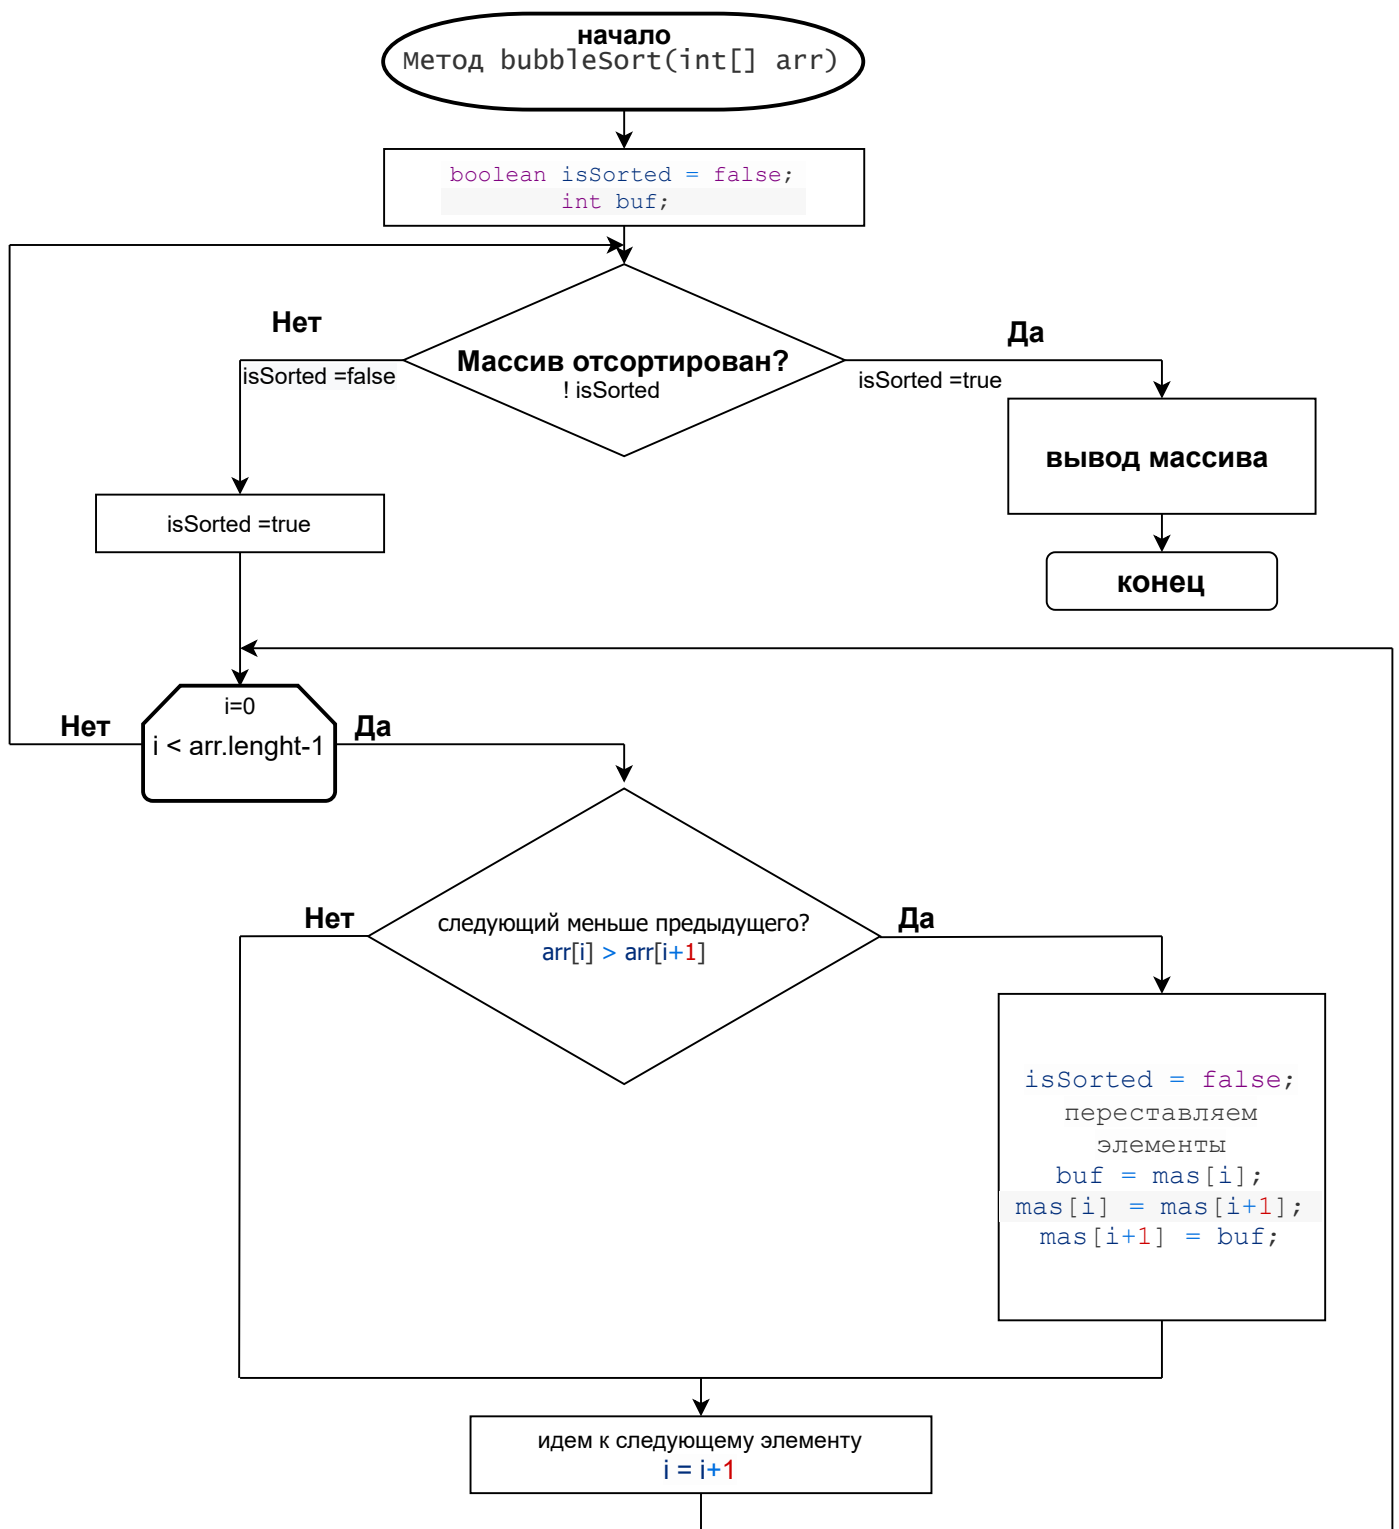 начало
Метод bubbleSort(int[] arr)
boolean isSorted = false;
int buf;
Нет
Да
Массив отсортирован?
! isSorted
isSorted =false
isSorted =true
вывод массива
isSorted =true
конец
i=0
i < arr.lenght-1
Нет
Да
следующий меньше предыдущего?
arr[i] > arr[i+1]
Нет
Да
isSorted = false;
переставляем
элементы
buf = mas[i];
mas[i] = mas[i+1];
mas[i+1] = buf;
идем к следующему элементу
i = i+1